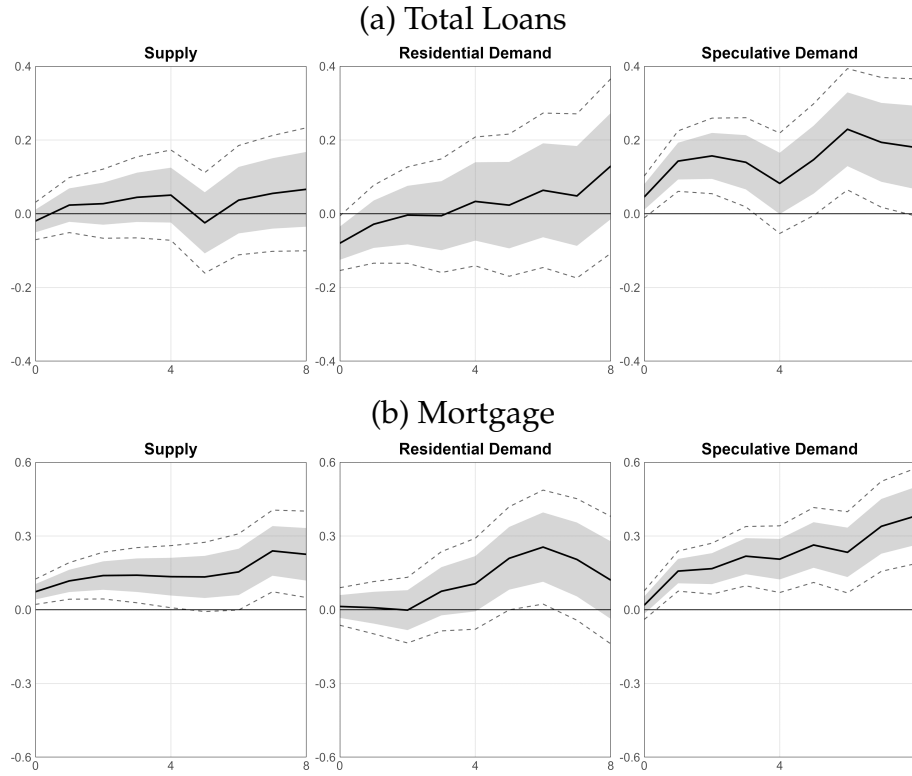 (a) Total Loans
Supply Residential Demand Speculative Demand
0.4 0.4 0.4
0.2 0.2 0.2
0.0 0.0 0.0
-0.2 -0.2 -0.2
-0.4 -0.4 -0.4
0 4 8 0 4 8 0 4
(b) Mortgage
Supply Residential Demand Speculative Demand
0.6 0.6 0.6
0.3 0.3 0.3
0.0 0.0 0.0
-0.3 -0.3 -0.3
-0.6 -0.6 -0.6
0 4 8 0 4 8 0 4